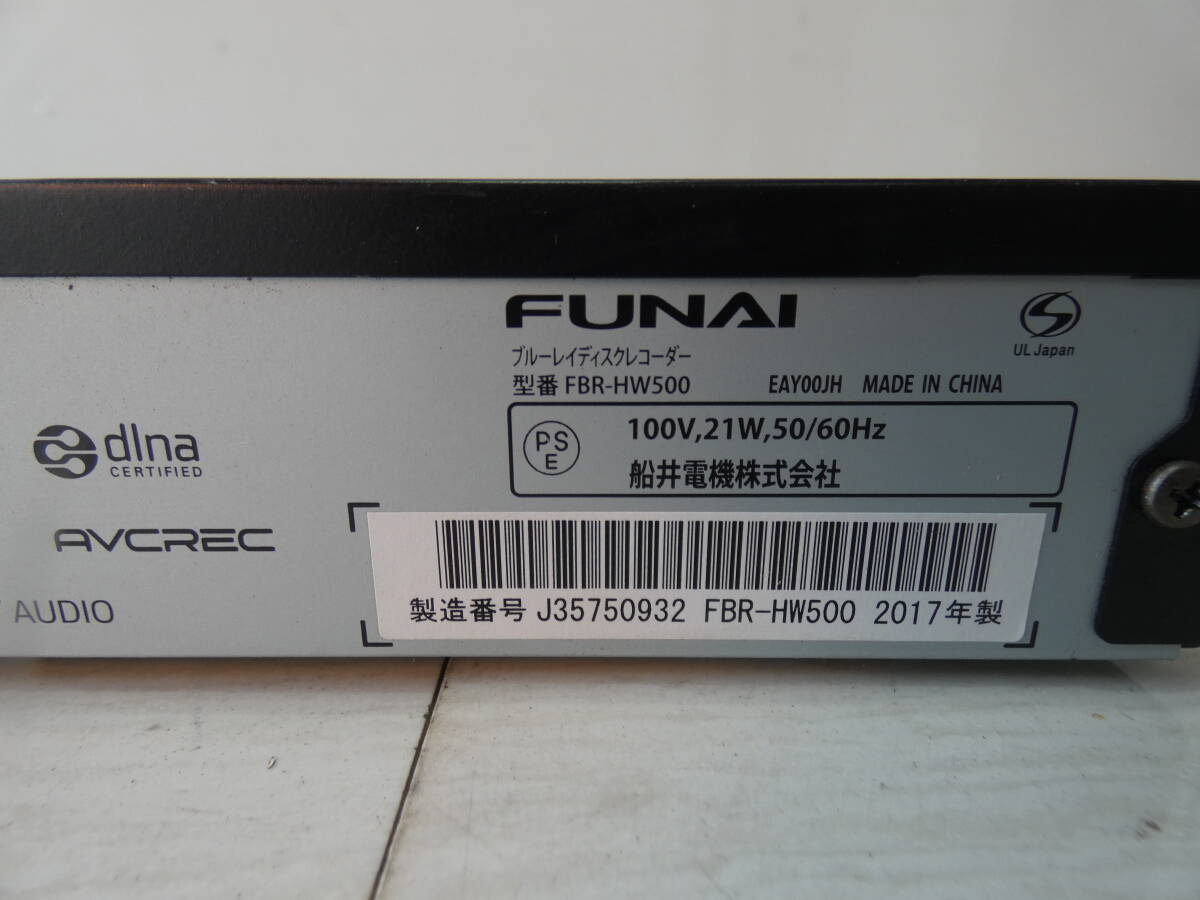 FUNAI
UL Japan
ブルーレイディスクレコーダー
型番 FBR-HW500 EAY00JH MADE IN CHINA
PS
E
100V,21W,50/60Hz
船井電機株式会社
dlna
CERTIFIED
AVCREC
AUDIO
製造番号 J35750932 FBR-HW500 2017年製